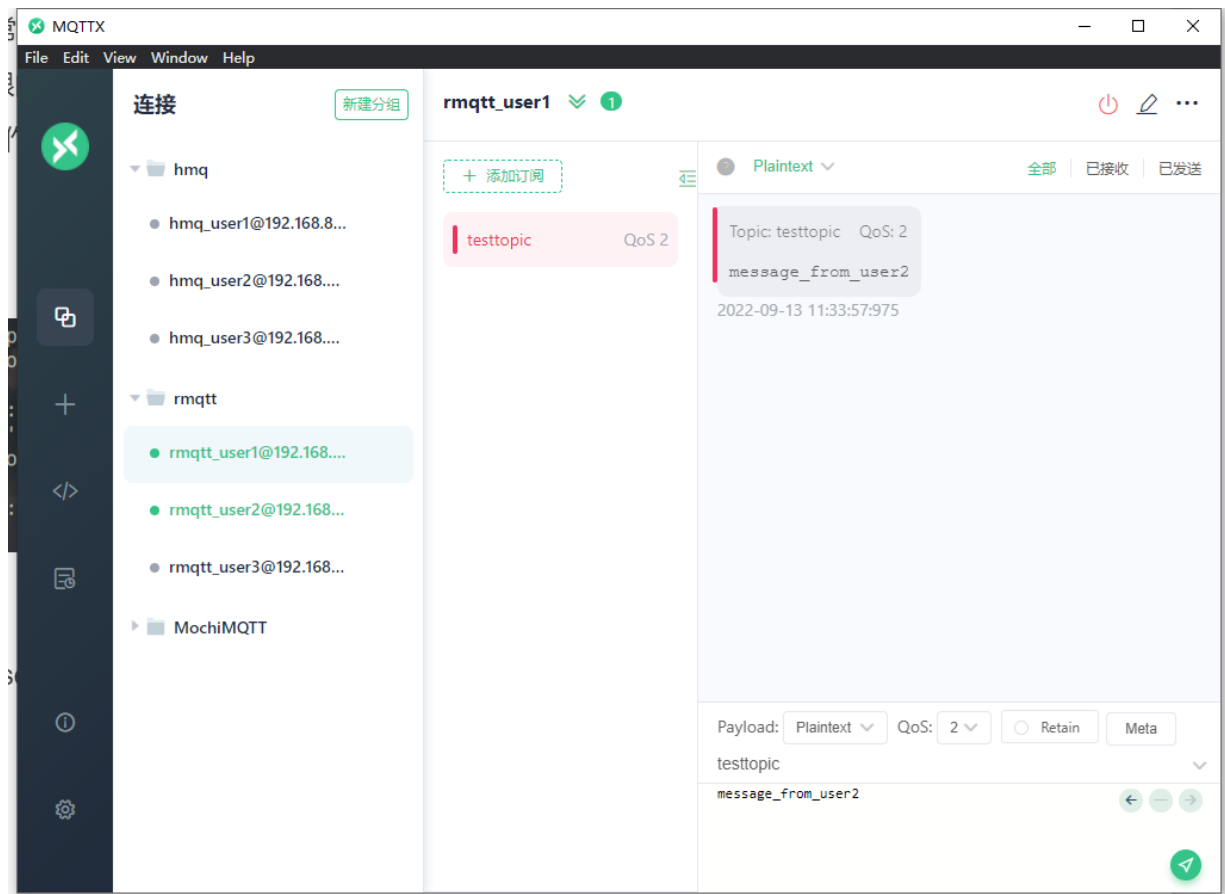 MQTTX
File Edit View Window Help
连接
新建分组
hmq
hmq_user1@192.168.8...
hmq_user2@192.168....
hmq_user3@192.168....
rmqtt
rmqtt_user1@192.168....
rmqtt_user2@192.168...
rmqtt_user3@192.168...
MochiMQTT
rmqtt_user1 1
+ 添加订阅
testtopic QoS 2
Plaintext 全部 已接收 已发送
Topic: testtopic QoS: 2
message_from_user2
2022-09-13 11:33:57:975
Payload: Plaintext QoS: 2 Retain Meta
testtopic
message_from_user2